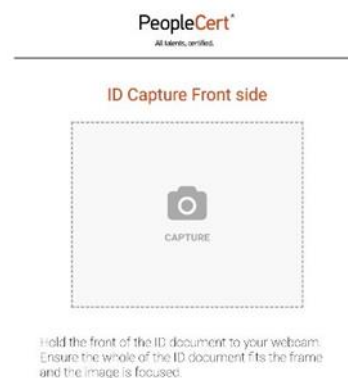 PeopleCert
All talents, certified.
ID Capture Front side
CAPTURE
Hold the front of the ID document to your webcam.
Ensure the whole of the ID document fits the frame
and the image is focused.